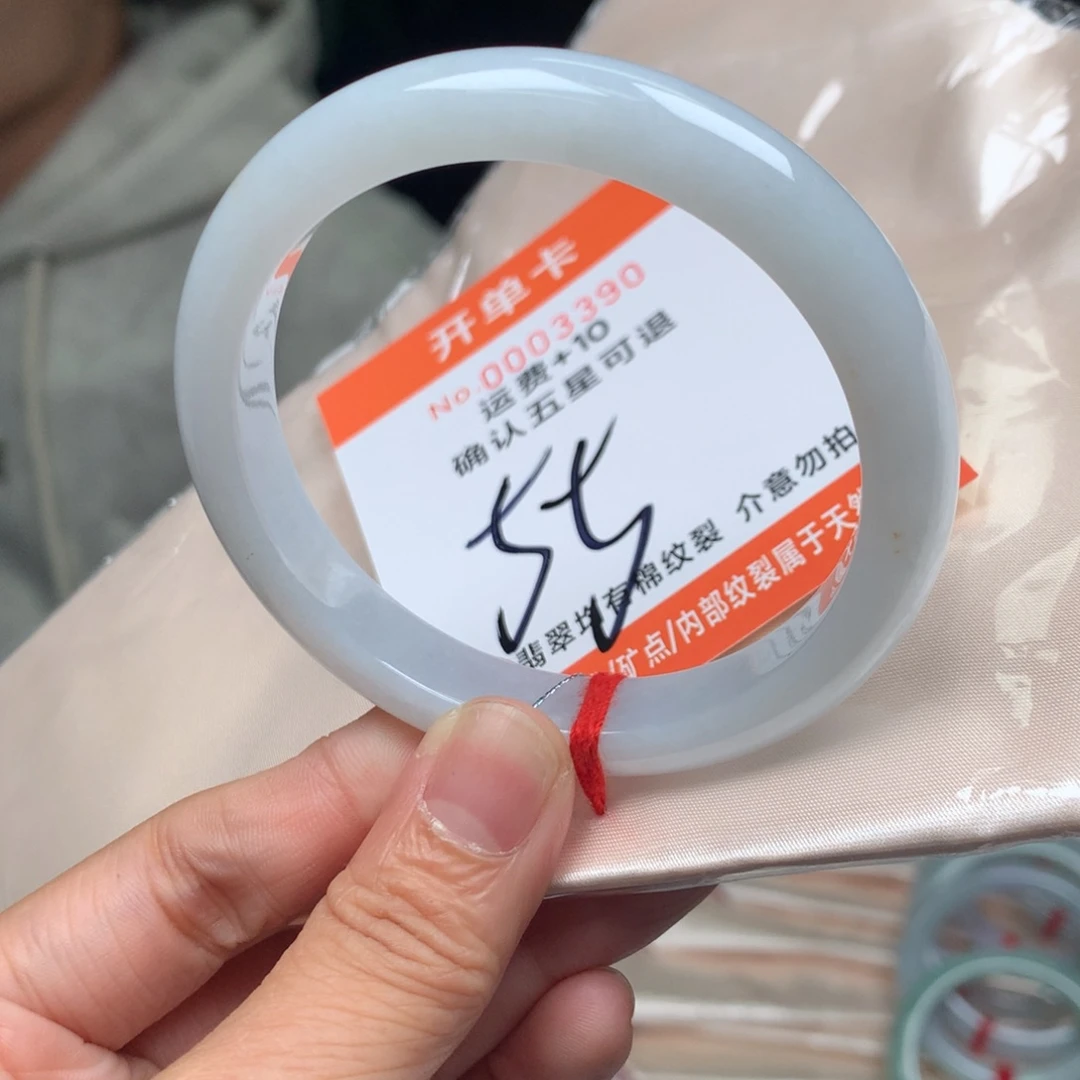 开单卡
No.0003390
运费+10
确认五星可退
55
翡翠均有棉纹裂 介意勿拍
/矿点/内部纹裂属于天然